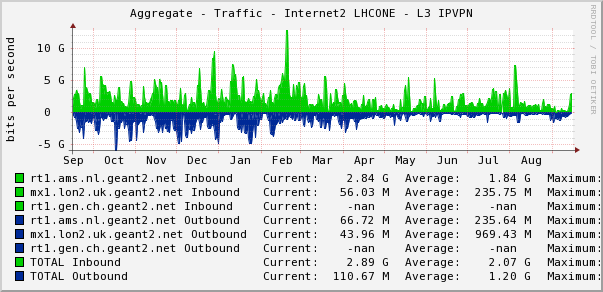 Aggregate - Traffic - Internet2 LHCONE - L3 IPVPN
RRDTOOL / TOBI OETIKER
bits per second
10 G
5 G
0
-5 G
Sep Oct Nov Dec Jan Feb Mar Apr May Jun Jul Aug
rt1.ams.nl.geant2.net Inbound Current: 2.84 G Average: 1.84 G Maximum:
mx1.lon2.uk.geant2.net Inbound Current: 56.03 M Average: 235.75 M Maximum:
rt1.gen.ch.geant2.net Inbound Current: -nan Average: -nan Maximum:
rt1.ams.nl.geant2.net Outbound Current: 66.72 M Average: 235.64 M Maximum:
mx1.lon2.uk.geant2.net Outbound Current: 43.96 M Average: 969.43 M Maximum:
rt1.gen.ch.geant2.net Outbound Current: -nan Average: -nan Maximum:
TOTAL Inbound Current: 2.89 G Average: 2.07 G Maximum:
TOTAL Outbound Current: 110.67 M Average: 1.20 G Maximum: